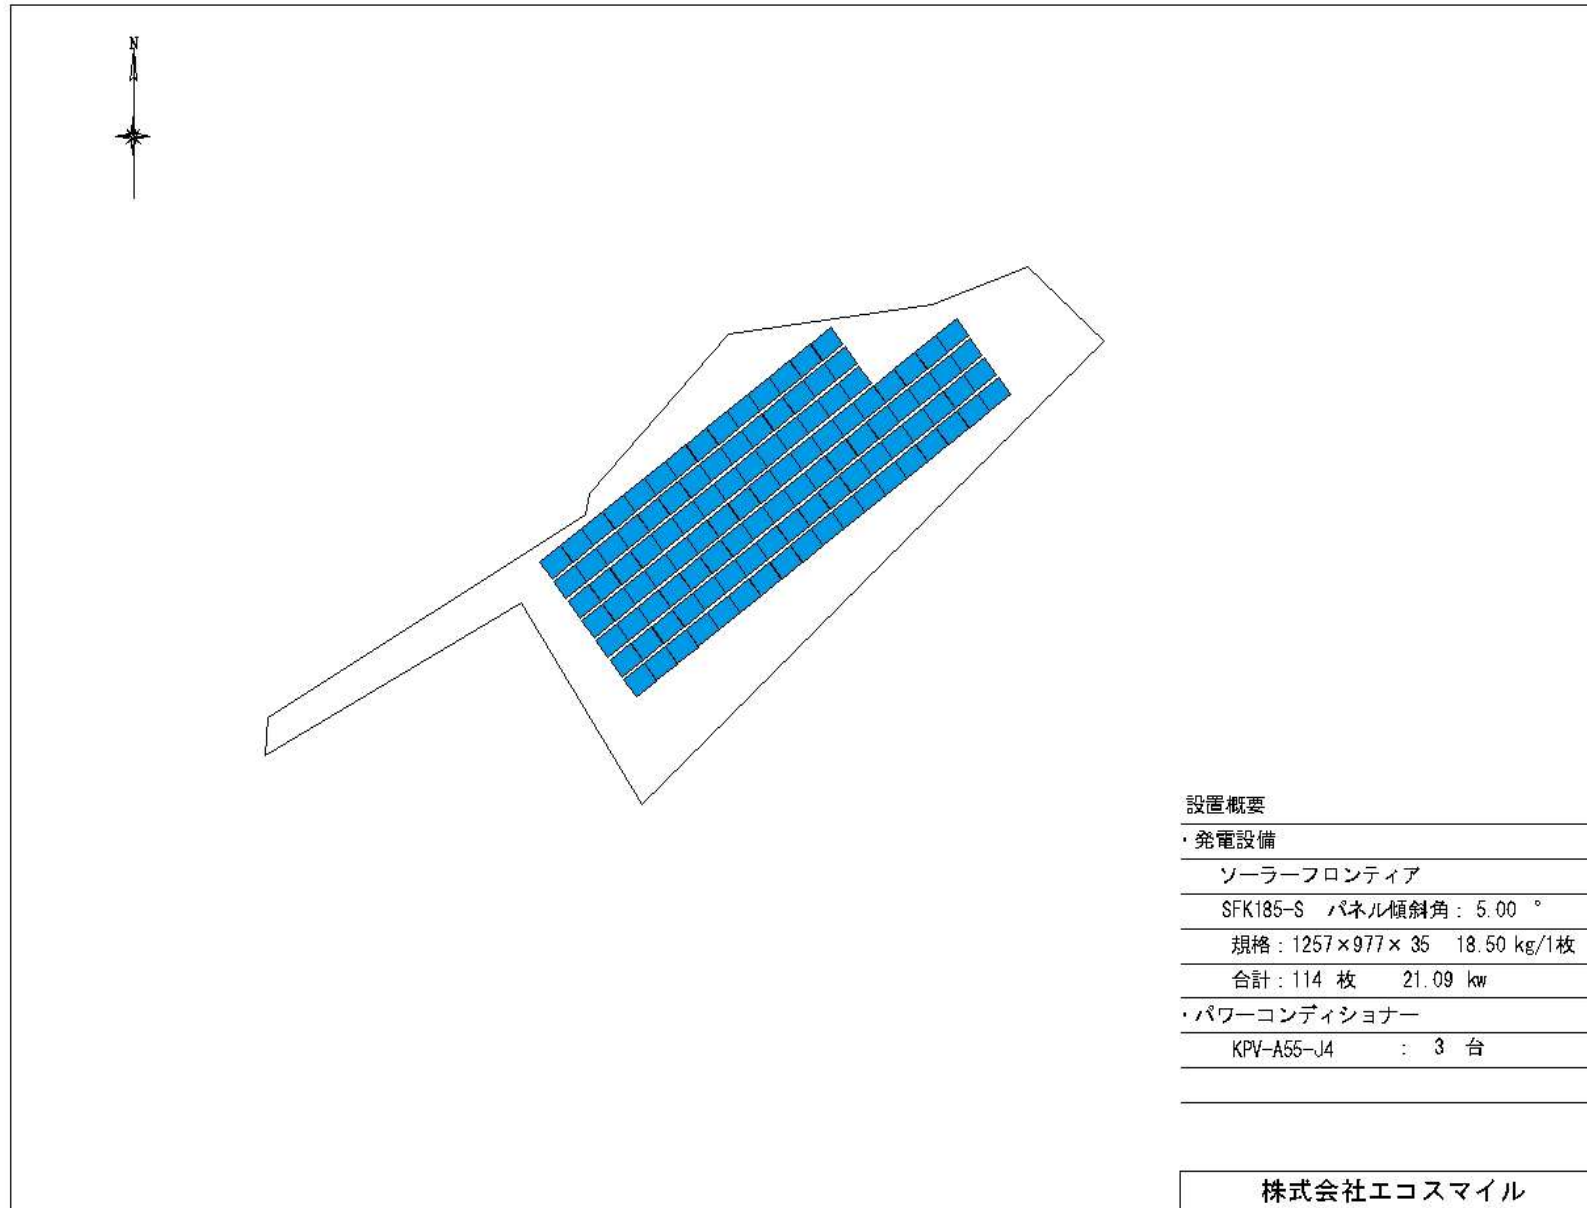 N
設置概要
・発電設備
ソーラーフロンティア
SFK185-S パネル傾斜角： 5.00 °
規格：1257×977× 35 18.50 kg/1枚
合計：114 枚 21.09 kw
・パワーコンディショナー
KPV-A55-J4 ： 3 台
株式会社エコスマイル